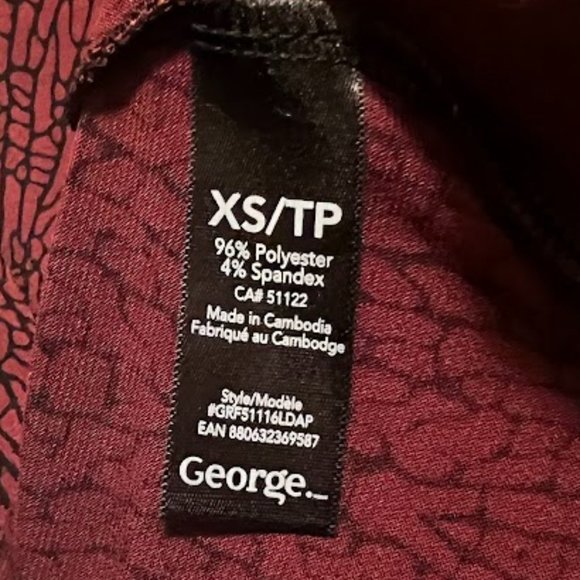 XS/TP
96% Polyester
4% Spandex
CA# 51122
Made in Cambodia
Fabriqué au Cambodge
Style/Modèle
#GRF51116LDAP
EAN 880632369587
George._